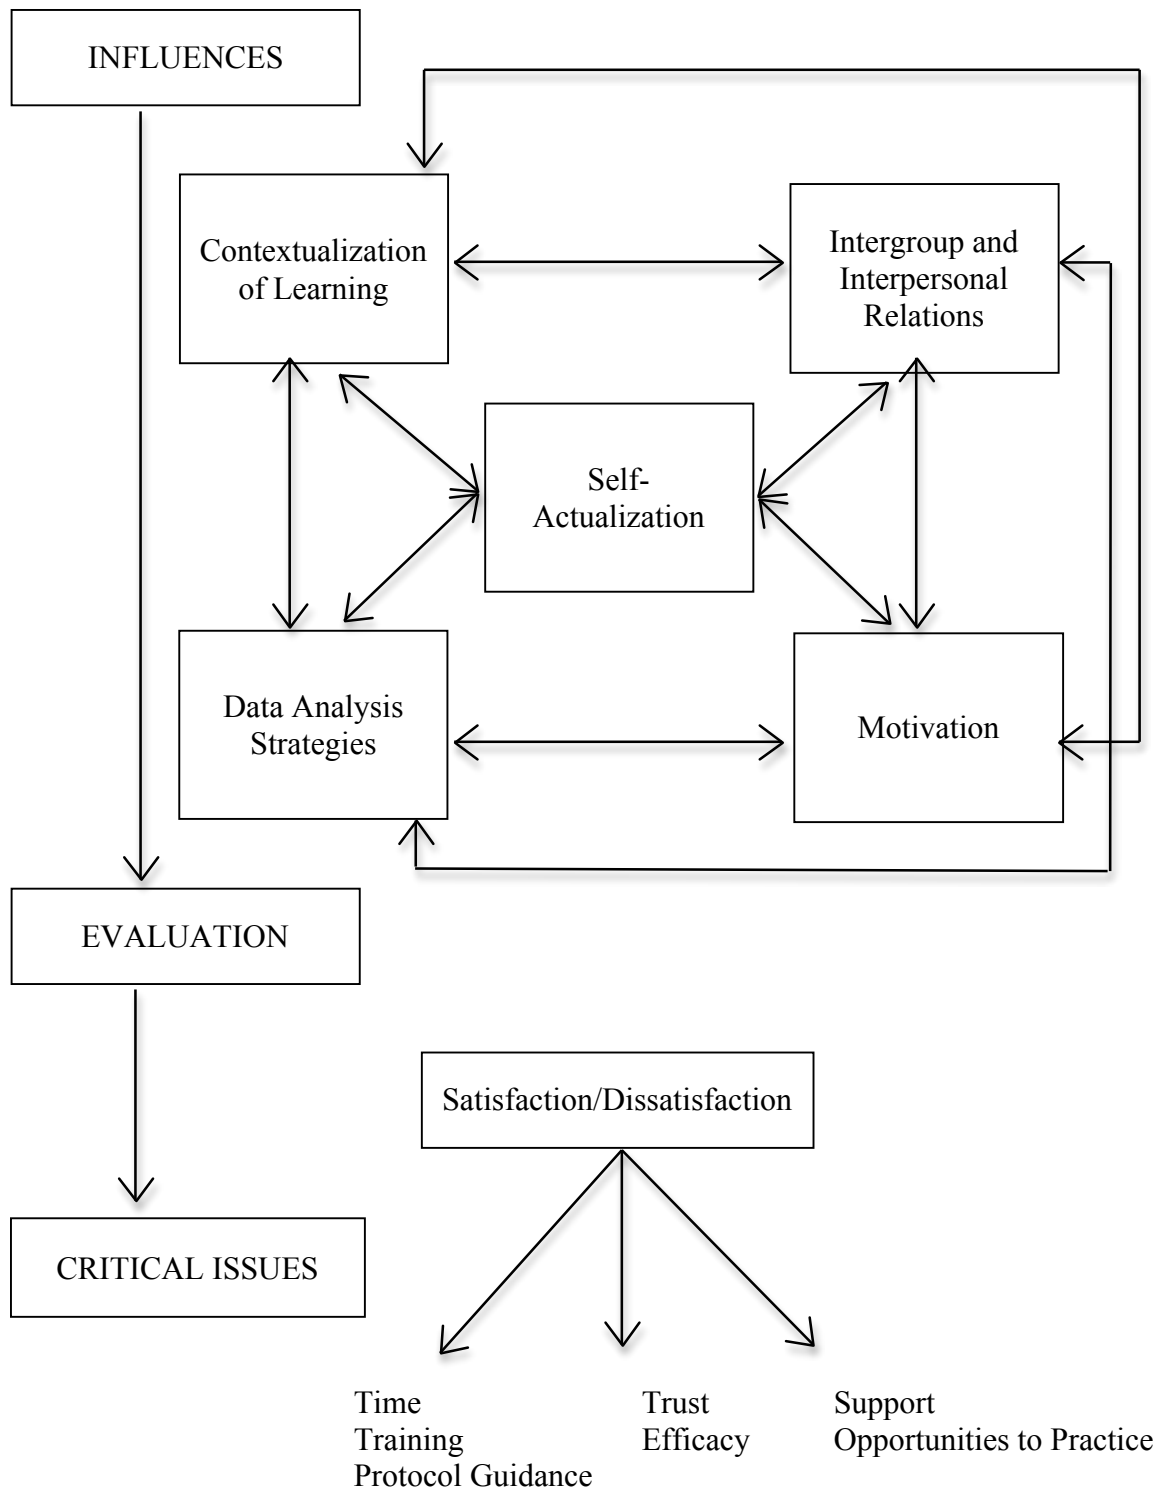 INFLUENCES
Contextualization
of Learning
Intergroup and
Interpersonal
Relations
Self-
Actualization
Data Analysis
Strategies
Motivation
EVALUATION
Satisfaction/Dissatisfaction
CRITICAL ISSUES
Time
Training
Protocol Guidance
Trust
Efficacy
Support
Opportunities to Practice